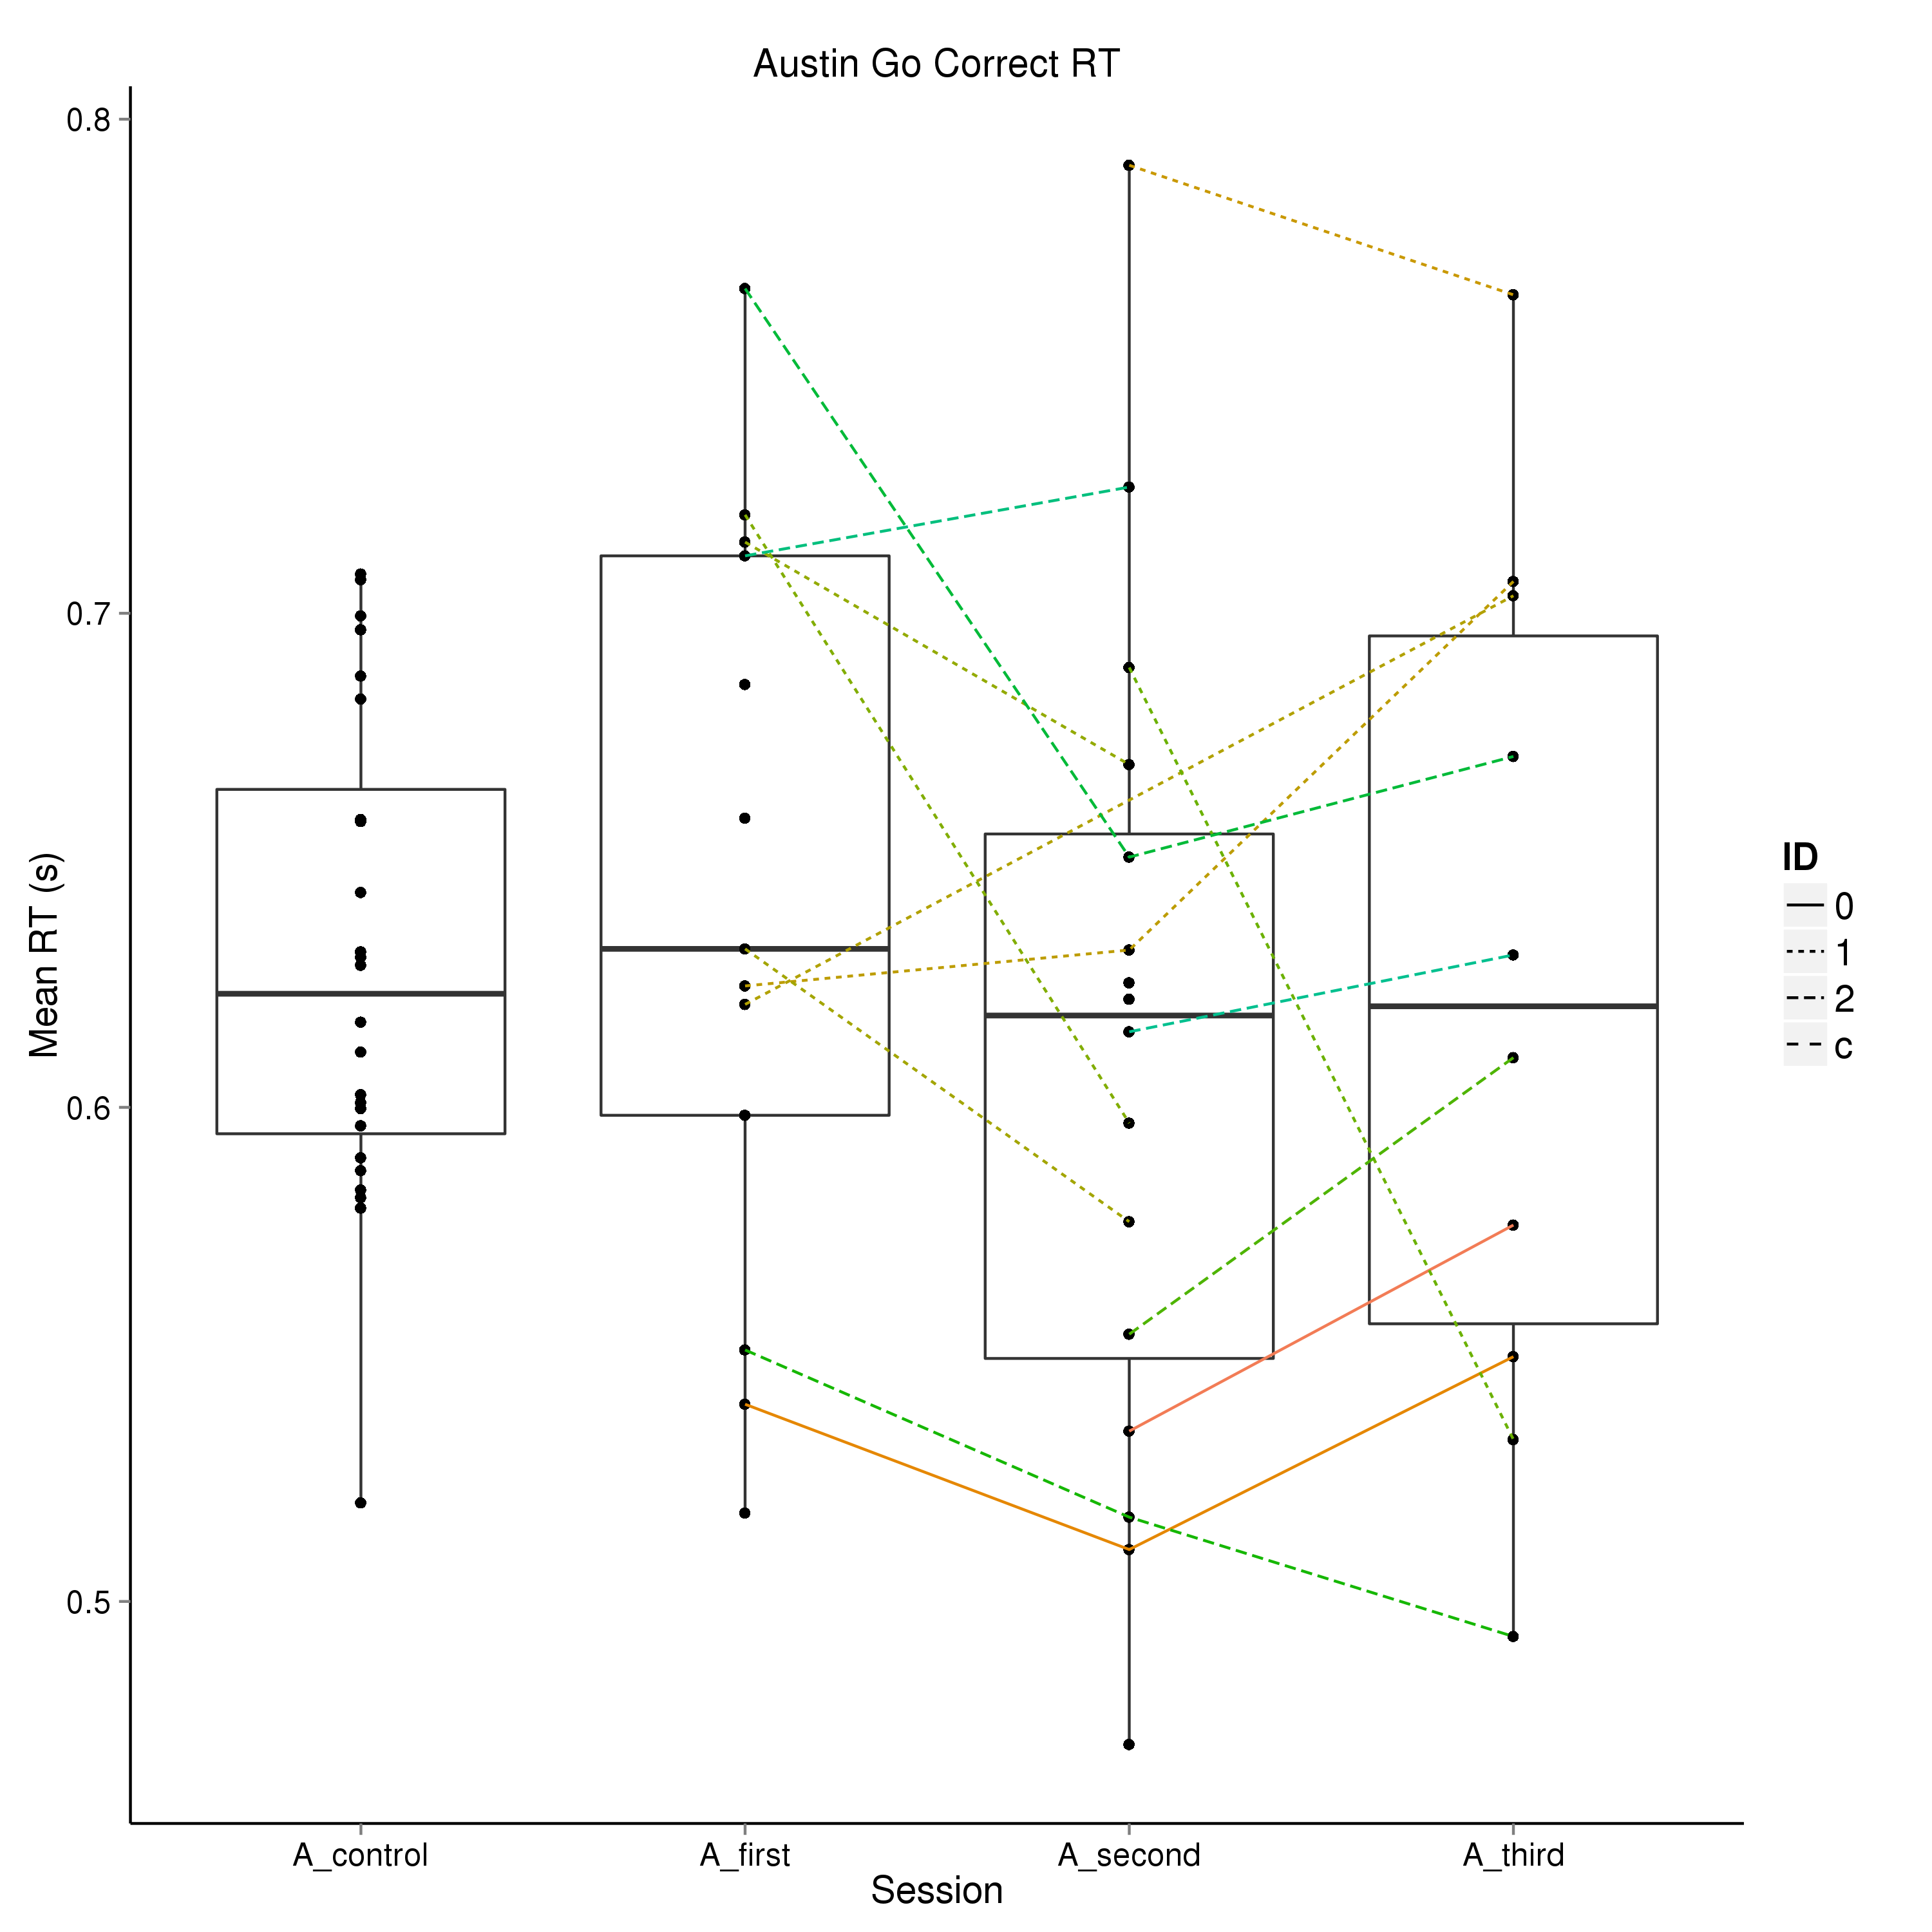 Austin Go Correct RT
0.8
0.7
0.6
0.5
Mean RT (s)
A_control
A_first
A_second
A_third
Session
ID
0
1
2
c